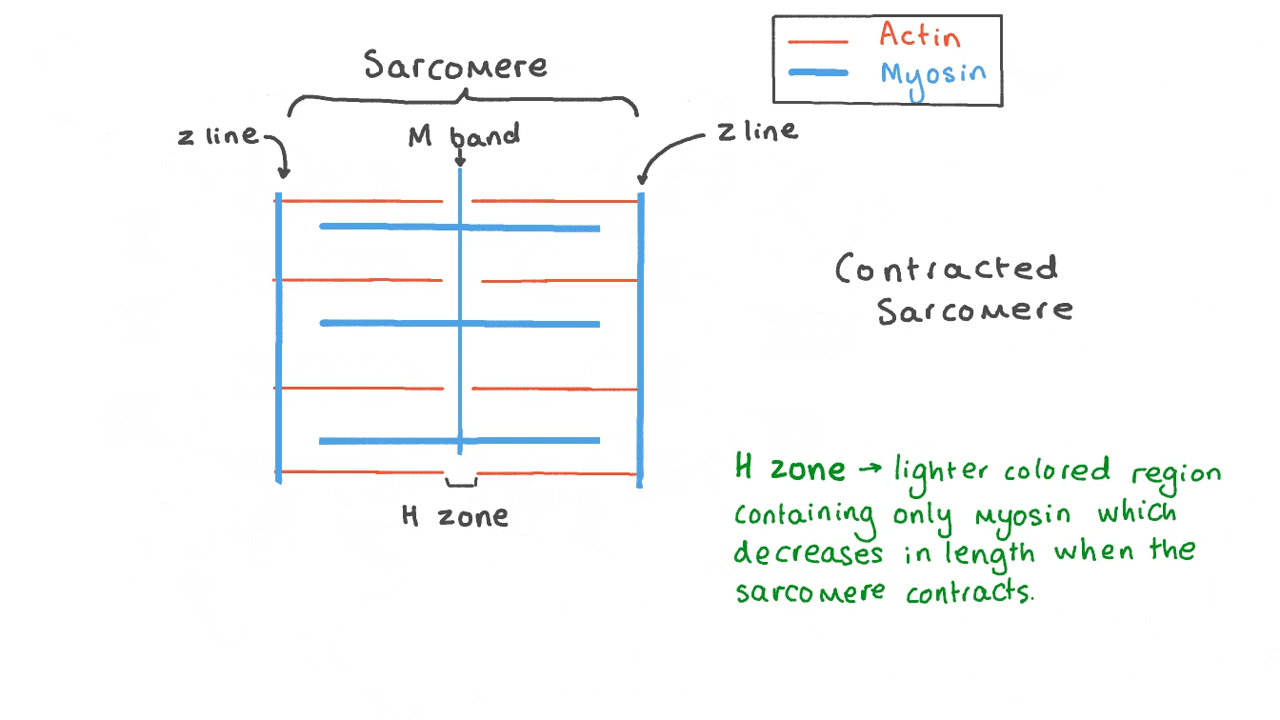 Actin
Myosin
Sarcomere
z line
M band
z line
Contracted
Sarcomere
H zone
H zone → lighter colored region
containing only myosin which
decreases in length when the
sarcomere contracts.